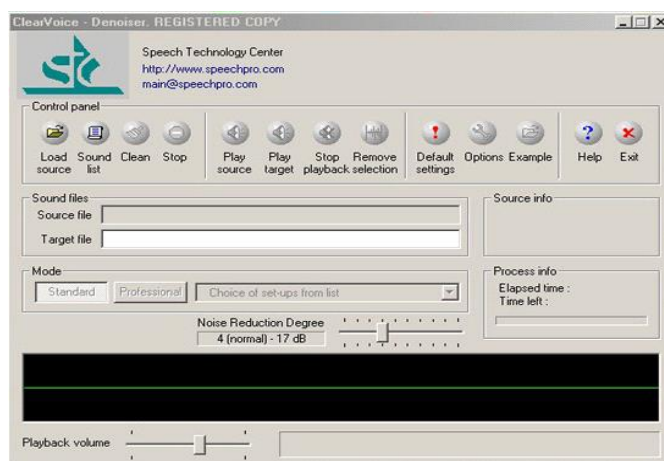 ClearVoice - Denoiser, REGISTERED COPY
stc
Speech Technology Center
http://www.speechpro.com
main@speechpro.com
Control panel
Load source
Sound list
Clean
Stop
Play source
Play target
Stop playback
Remove selection
Default settings
Options
Example
Help
Exit
Sound files
Source file
Target file
Source info
Mode
Standard
Professional
Choice of set-ups from list
Process info
Elapsed time :
Time left :
Noise Reduction Degree
4 (normal) - 17 dB
Playback volume